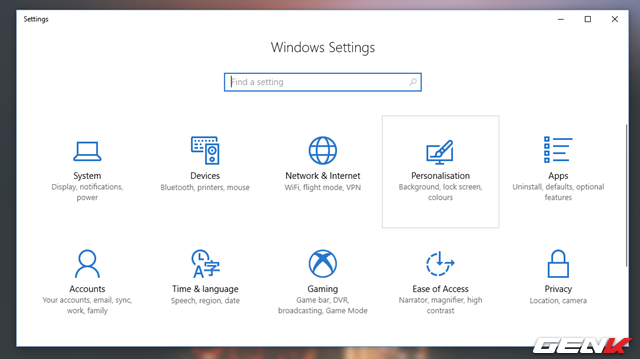 Settings
Windows Settings
Find a setting
System
Display, notifications,
power
Devices
Bluetooth, printers, mouse
Network & Internet
WiFi, flight mode, VPN
Personalisation
Background, lock screen,
colours
Apps
Uninstall, defaults, optional
features
Accounts
Your accounts, email, sync,
work, family
Time & language
Speech, region, date
Gaming
Game bar, DVR,
broadcasting, Game Mode
Ease of Access
Narrator, magnifier, high
contrast
Privacy
Location, camera
GENK